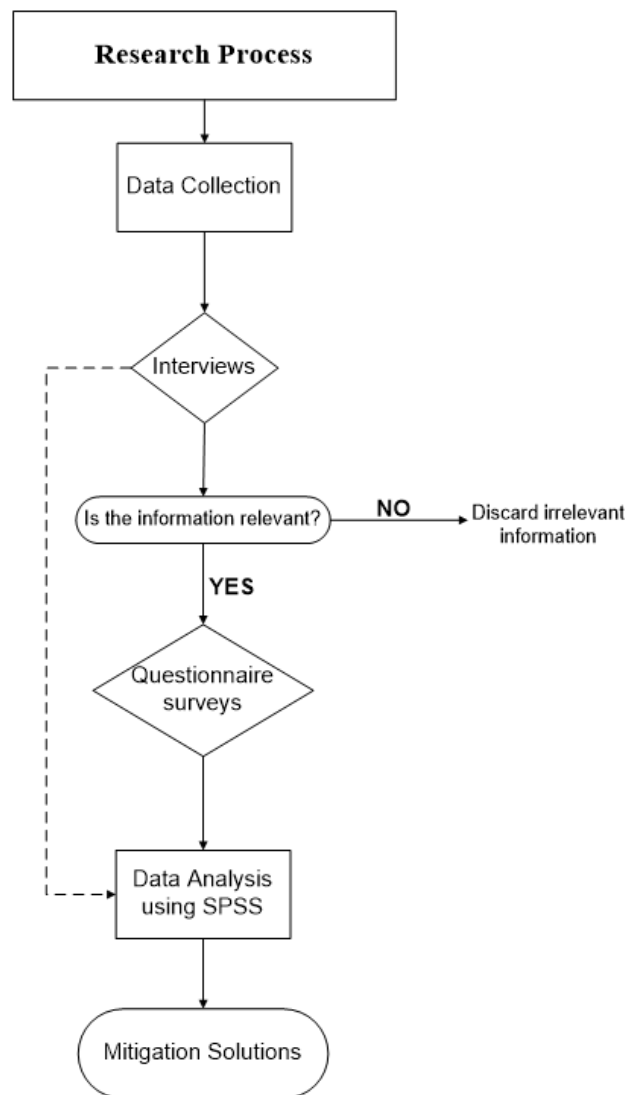 Research Process
Data Collection
Interviews
Is the information relevant?
NO
Discard irrelevant
information
YES
Questionnaire
surveys
Data Analysis
using SPSS
Mitigation Solutions